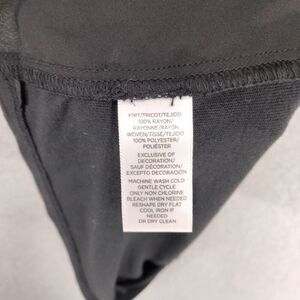 KNIT/TRICOT/TEJIDO
100% RAYON/
RAYONNE/RAYON
WOVEN/TISSÉ/TEJIDO
100% POLYESTER/
POLIÉSTER
EXCLUSIVE OF
DECORATION/
SAUF DÉCORATION/
EXCEPTO DECORACIÓN
MACHINE WASH COLD
GENTLE CYCLE
ONLY NON CHLORINE
BLEACH WHEN NEEDED
RESHAPE DRY FLAT
COOL IRON IF
NEEDED
OR DRY CLEAN